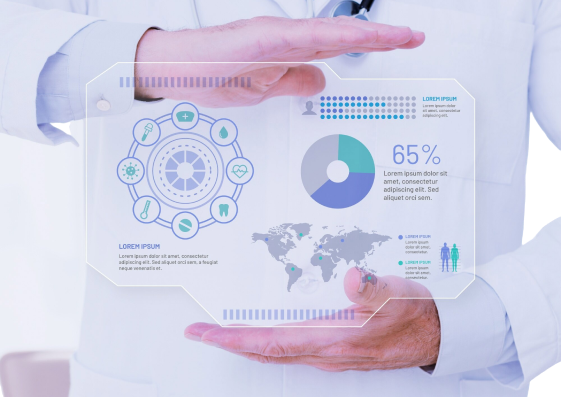 LOREM IPSUM
Lorem ipsum
dolor sit amet,
adipiscing elit.
65%
Lorem ipsum dolor sit
amet, consectetur
adipiscing elit. Sed
aliquet orci sem.
LOREM IPSUM
Lorem ipsum dolor sit amet, consectetur
adipiscing elit. Sed aliquet orci sem, a feugiat
neque venenatis et.
LOREM IPSUM
Lorem ipsum
dolor sit amet,
consectetur.
LOREM IPSUM
Lorem ipsum
dolor sit amet,
consectetur.